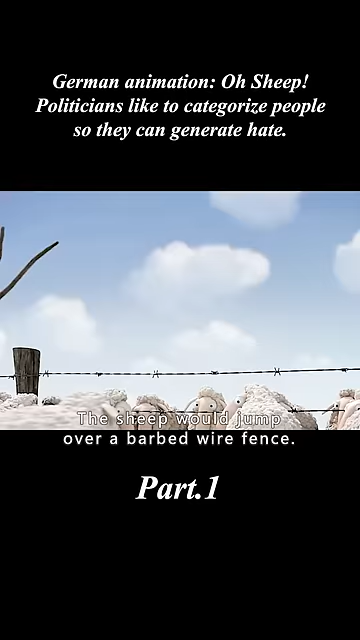 German animation: Oh Sheep!
Politicians like to categorize people
so they can generate hate.
The sheep would jump
over a barbed wire fence.
Part.1